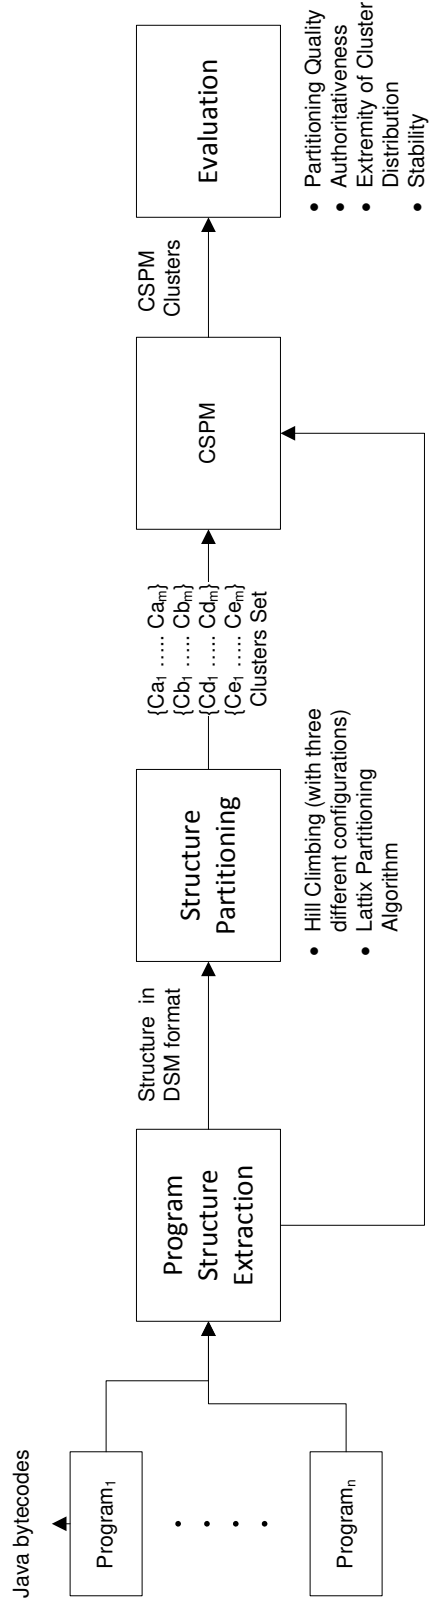 Java bytecodes
Program1
Programn
Program
Structure
Extraction
Structure in
DSM format
Structure
Partitioning
• Hill Climbing (with three
different configurations)
• Lattix Partitioning
Algorithm
{Ca1 ...... Cam}
{Cb1 ...... Cbm}
{Cd1 ...... Cdm}
{Ce1 ...... Cem}
Clusters Set
CSPM
CSPM
Clusters
Evaluation
• Partitioning Quality
• Authoritativeness
• Extremity of Cluster
Distribution
• Stability